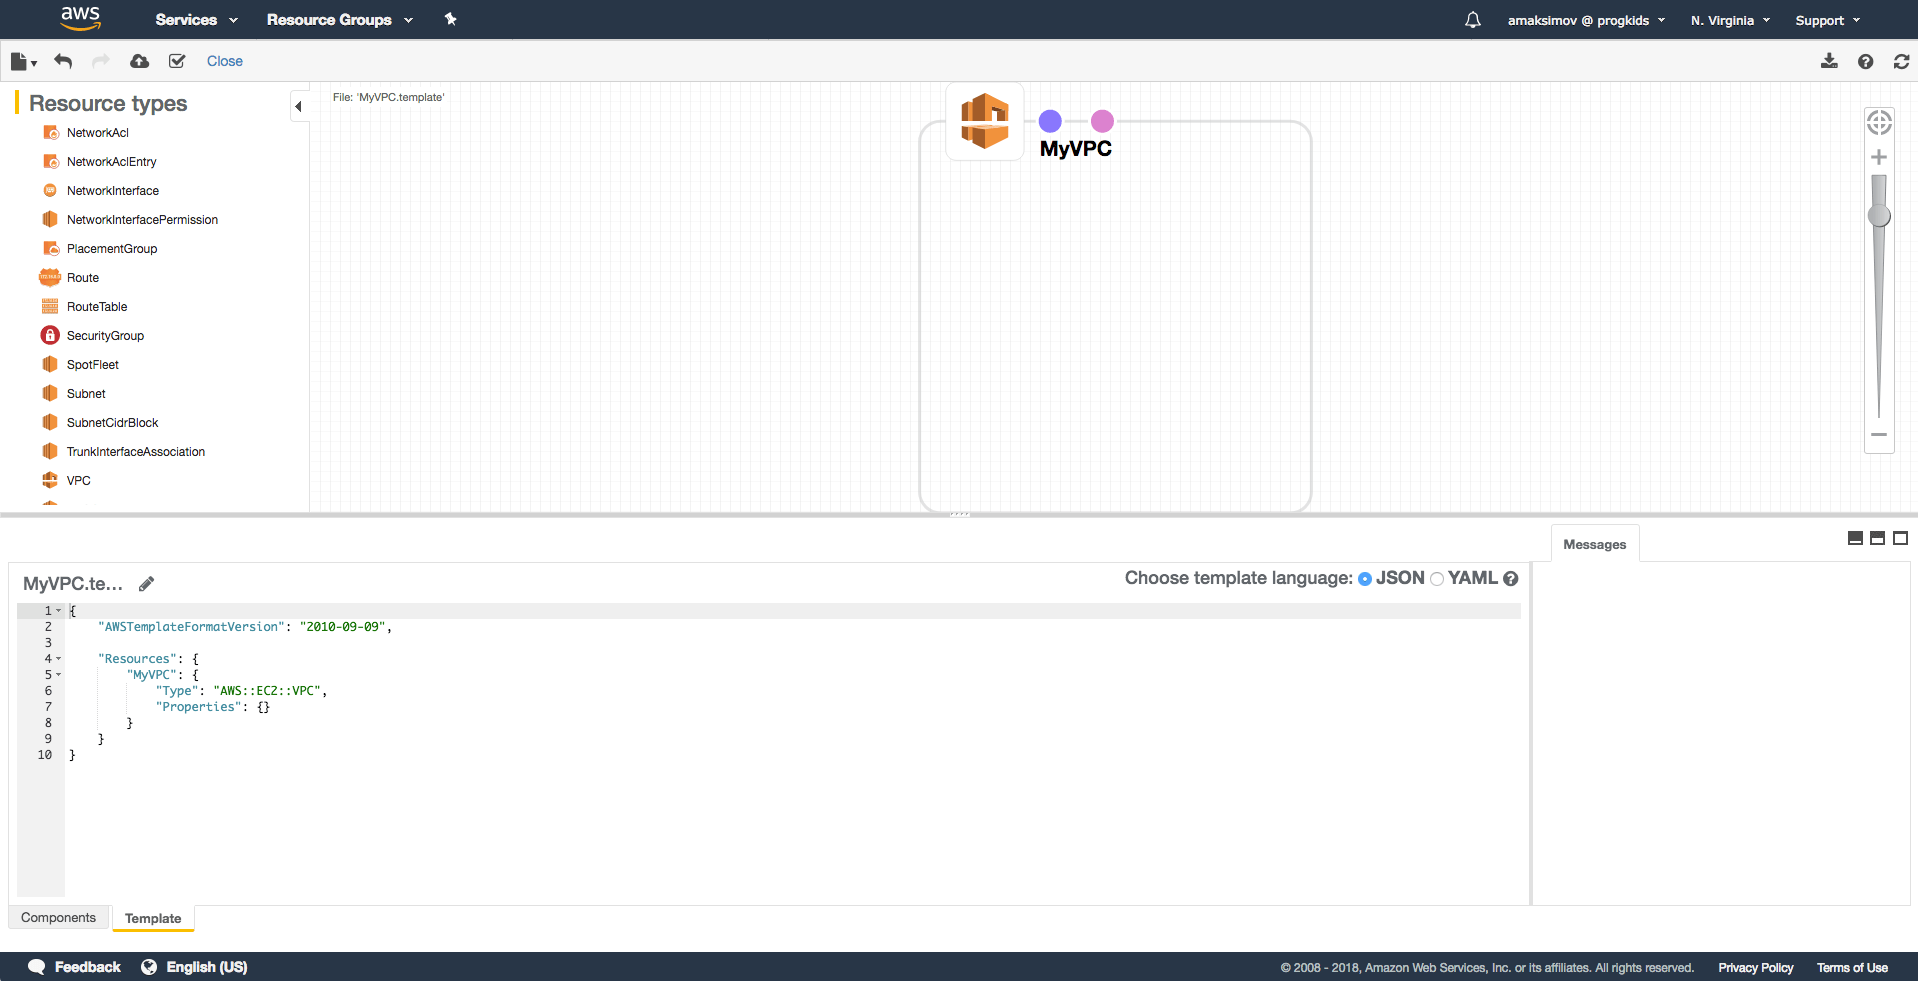 aws Services Resource Groups amaksimov @ progkids N. Virginia Support
Close
Resource types
NetworkAcl
NetworkAclEntry
NetworkInterface
NetworkInterfacePermission
PlacementGroup
Route
RouteTable
SecurityGroup
SpotFleet
Subnet
SubnetCidrBlock
TrunkInterfaceAssociation
VPC
File: 'MyVPC.template'
MyVPC
Messages
MyVPC.te...
Choose template language: JSON YAML
1 {
2 "AWSTemplateFormatVersion": "2010-09-09",
3
4 "Resources": {
5 "MyVPC": {
6 "Type": "AWS::EC2::VPC",
7 "Properties": {}
8 }
9 }
10 }
Components Template
Feedback English (US) © 2008 - 2018, Amazon Web Services, Inc. or its affiliates. All rights reserved. Privacy Policy Terms of Use